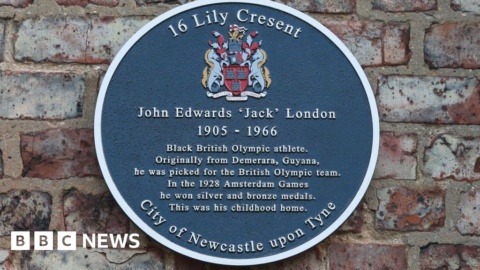 16 Lily Cresent
John Edwards 'Jack' London
1905 - 1966
Black British Olympic athlete.
Originally from Demerara, Guyana,
he was picked for the British Olympic team.
In the 1928 Amsterdam Games
he won silver and bronze medals.
This was his childhood home.
City of Newcastle upon Tyne
BBC NEWS